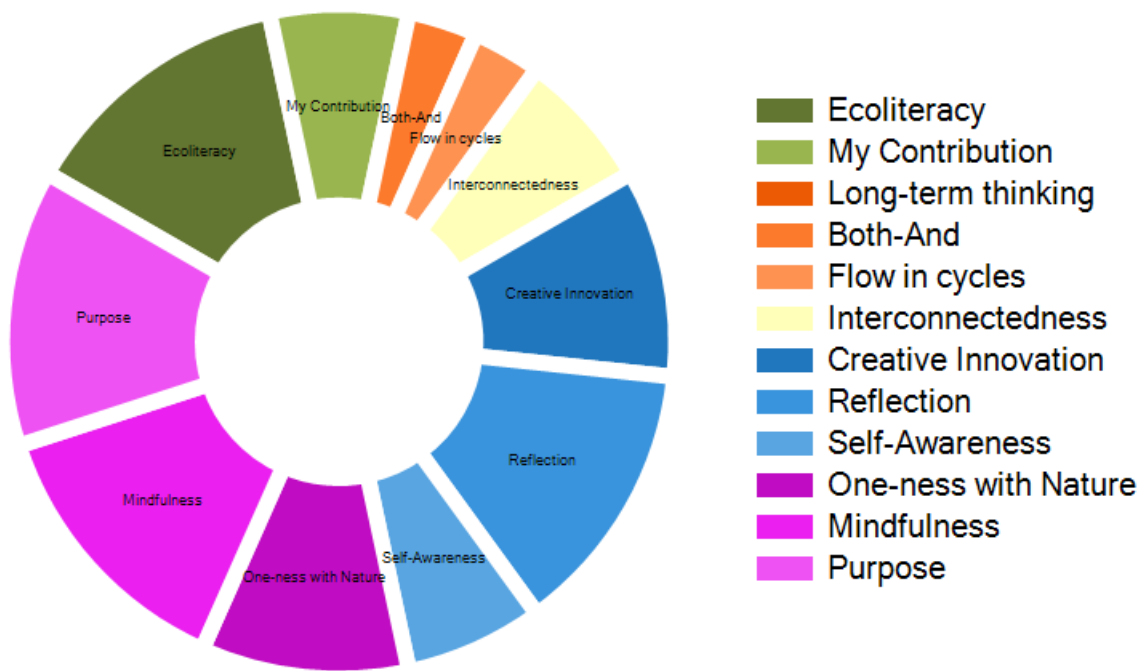 My Contribution
Both-And
Flow in cycles
Ecoliteracy
Interconnectedness
Creative Innovation
Purpose
Reflection
Mindfulness
Self-Awareness
One-ness with Nature
Ecoliteracy
My Contribution
Long-term thinking
Both-And
Flow in cycles
Interconnectedness
Creative Innovation
Reflection
Self-Awareness
One-ness with Nature
Mindfulness
Purpose